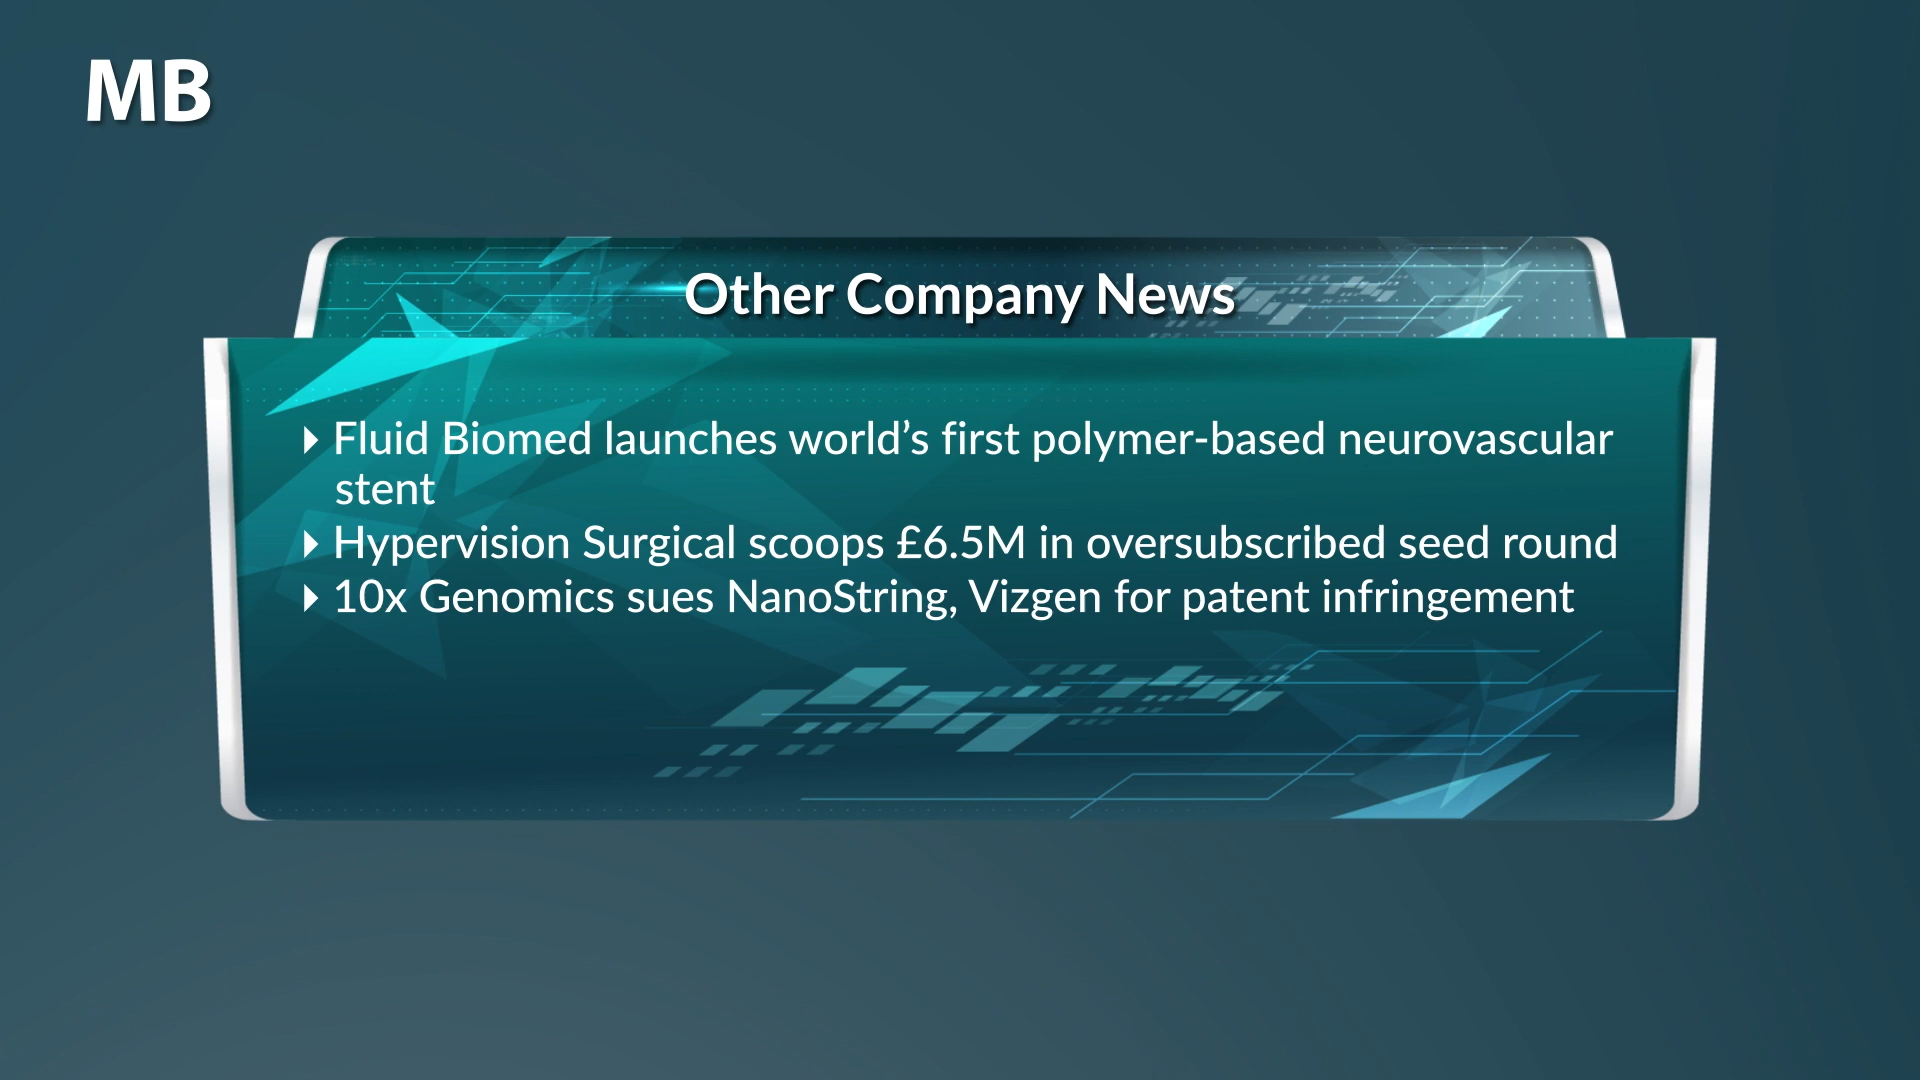 MB
Other Company News
Fluid Biomed launches world’s first polymer-based neurovascular
stent
Hypervision Surgical scoops £6.5M in oversubscribed seed round
10x Genomics sues NanoString, Vizgen for patent infringement